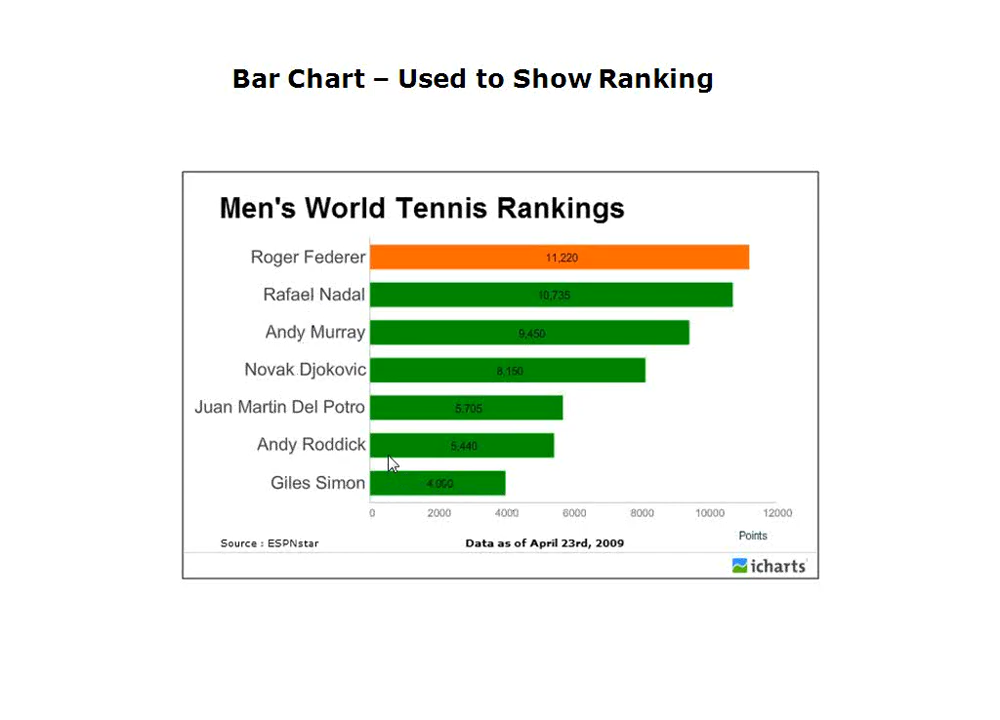 Bar Chart – Used to Show Ranking
Men's World Tennis Rankings
Roger Federer 11,220
Rafael Nadal 10,735
Andy Murray 9,450
Novak Djokovic 8,150
Juan Martin Del Potro 5,705
Andy Roddick 5,440
Giles Simon 4,000
0 2000 4000 6000 8000 10000 12000
Points
Source : ESPNstar Data as of April 23rd, 2009
icharts